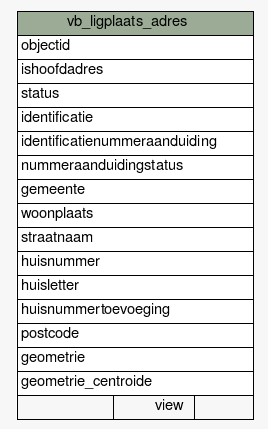 vb_ligplaats_adres
objectid
ishoofdadres
status
identificatie
identificatienummeraanduiding
nummeraanduidingstatus
gemeente
woonplaats
straatnaam
huisnummer
huisletter
huisnummertoevoeging
postcode
geometrie
geometrie_centroide
view